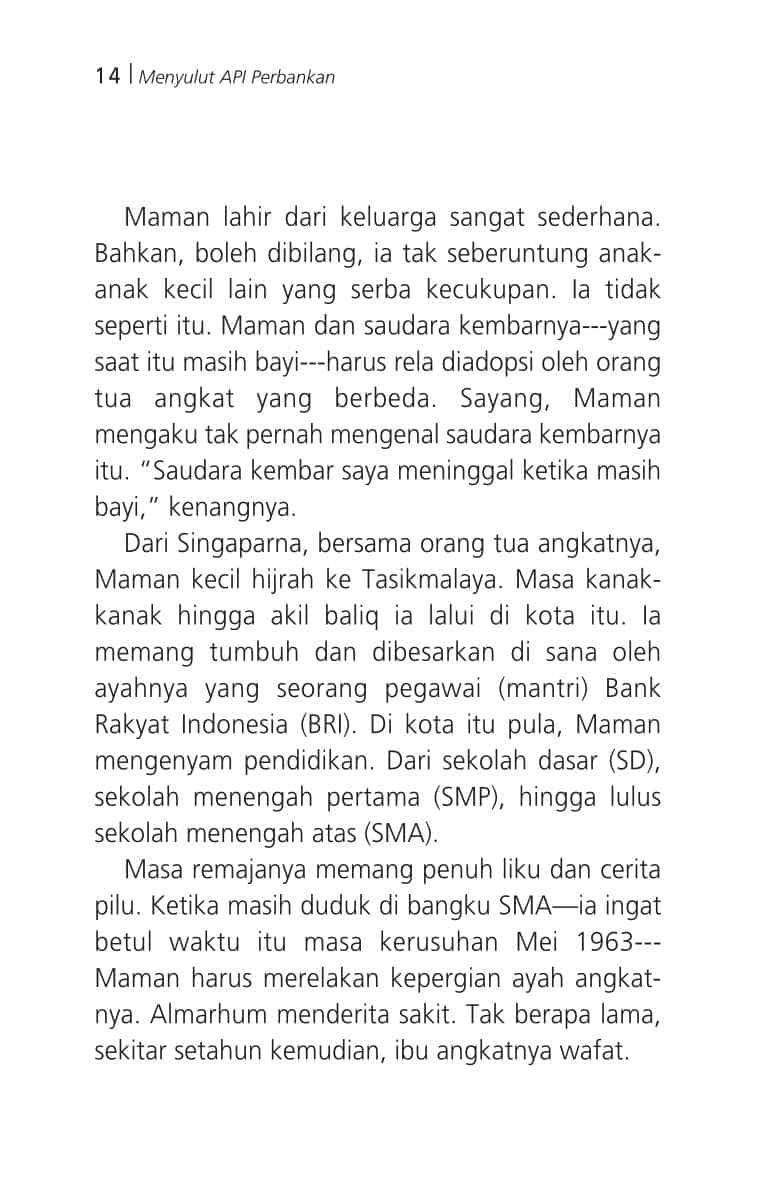 14 | Menyulut API Perbankan
Maman lahir dari keluarga sangat sederhana.
Bahkan, boleh dibilang, ia tak seberuntung anak-
anak kecil lain yang serba kecukupan. Ia tidak
seperti itu. Maman dan saudara kembarnya---yang
saat itu masih bayi---harus rela diadopsi oleh orang
tua angkat yang berbeda. Sayang, Maman
mengaku tak pernah mengenal saudara kembarnya
itu. “Saudara kembar saya meninggal ketika masih
bayi,” kenangnya.
Dari Singaparna, bersama orang tua angkatnya,
Maman kecil hijrah ke Tasikmalaya. Masa kanak-
kanak hingga akil baliq ia lalui di kota itu. Ia
memang tumbuh dan dibesarkan di sana oleh
ayahnya yang seorang pegawai (mantri) Bank
Rakyat Indonesia (BRI). Di kota itu pula, Maman
mengenyam pendidikan. Dari sekolah dasar (SD),
sekolah menengah pertama (SMP), hingga lulus
sekolah menengah atas (SMA).
Masa remajanya memang penuh liku dan cerita
pilu. Ketika masih duduk di bangku SMA—ia ingat
betul waktu itu masa kerusuhan Mei 1963---
Maman harus merelakan kepergian ayah angkat-
nya. Almarhum menderita sakit. Tak berapa lama,
sekitar setahun kemudian, ibu angkatnya wafat.